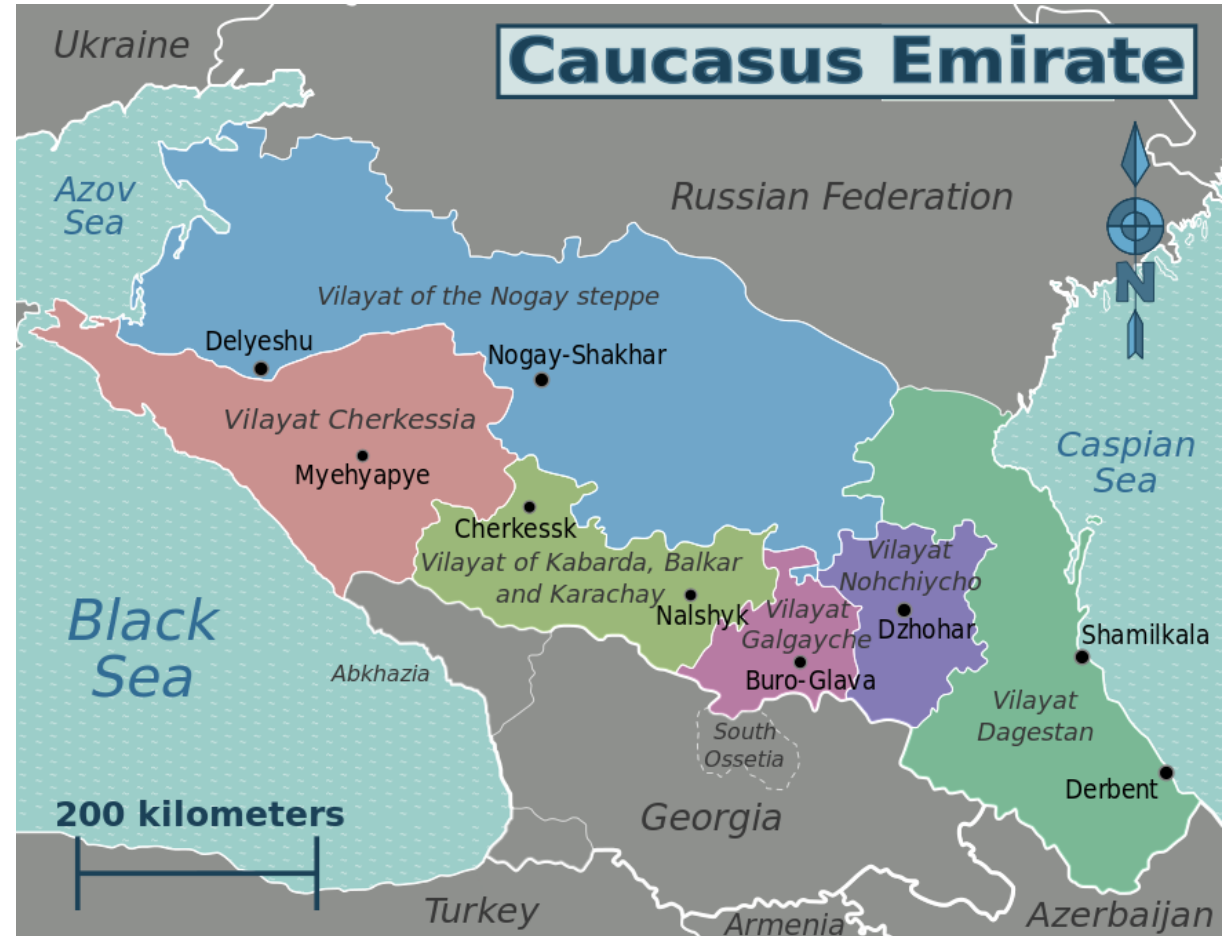 Ukraine
Caucasus Emirate
Azov
Sea
Russian Federation
N
Vilayat of the Nogay steppe
Delyeshu
Nogay-Shakhar
Vilayat Cherkessia
Myehyapye
Caspian
Sea
Cherkessk
Vilayat of Kabarda, Balkar
and Karachay
Nalshyk
Vilayat
Nohchiycho
Dzhohar
Vilayat
Galgayche
Buro-Glava
Shamilkala
Black
Sea
Abkhazia
Vilayat
Dagestan
South
Ossetia
Derbent
200 kilometers
Georgia
Turkey
Armenia
Azerbaijan